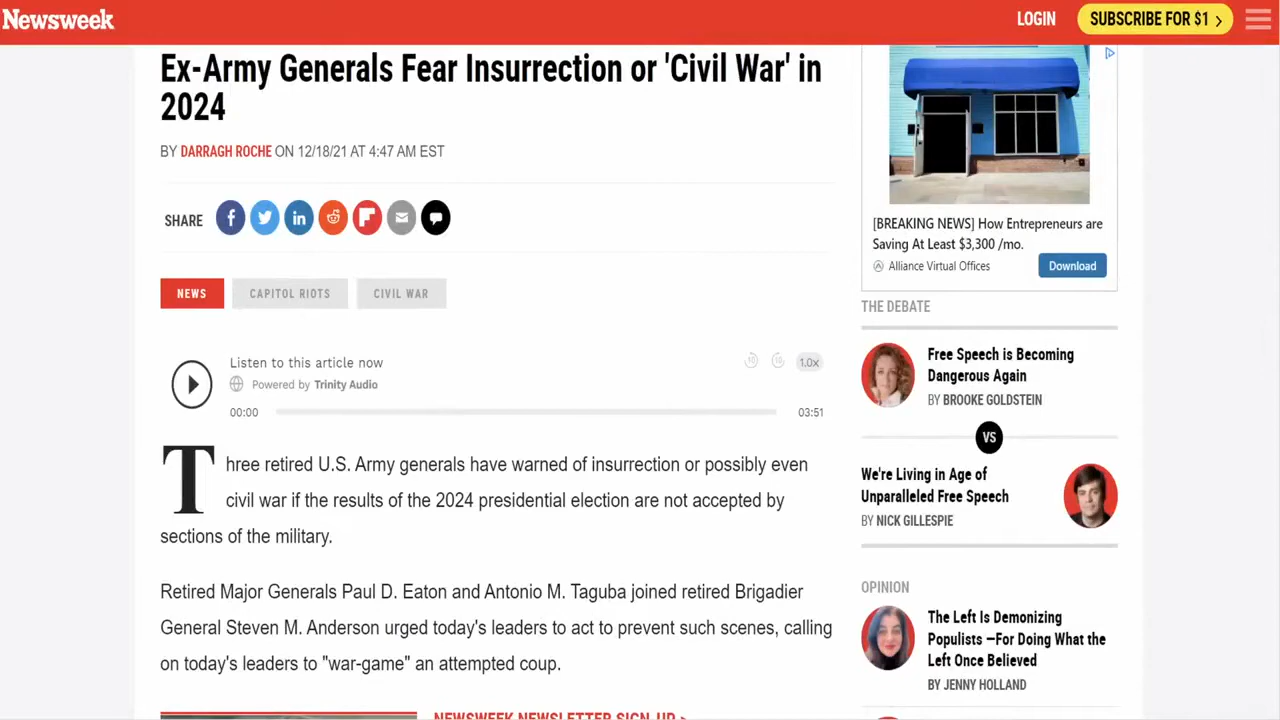 Newsweek
LOGIN
SUBSCRIBE FOR $1 >
Ex-Army Generals Fear Insurrection or 'Civil War' in
2024
BY DARRAGH ROCHE ON 12/18/21 AT 4:47 AM EST
SHARE
NEWS
CAPITOL RIOTS
CIVIL WAR
Listen to this article now
Powered by Trinity Audio
10
10
1.0x
00:00
03:51
Three retired U.S. Army generals have warned of insurrection or possibly even
civil war if the results of the 2024 presidential election are not accepted by
sections of the military.
Retired Major Generals Paul D. Eaton and Antonio M. Taguba joined retired Brigadier
General Steven M. Anderson urged today's leaders to act to prevent such scenes, calling
on today's leaders to "war-game" an attempted coup.
NEWSWEEK NEWSLETTER SIGN-UP >
[BREAKING NEWS] How Entrepreneurs are
Saving At Least $3,300 /mo.
Alliance Virtual Offices
Download
THE DEBATE
Free Speech is Becoming
Dangerous Again
BY BROOKE GOLDSTEIN
VS
We're Living in Age of
Unparalleled Free Speech
BY NICK GILLESPIE
OPINION
The Left Is Demonizing
Populists —For Doing What the
Left Once Believed
BY JENNY HOLLAND